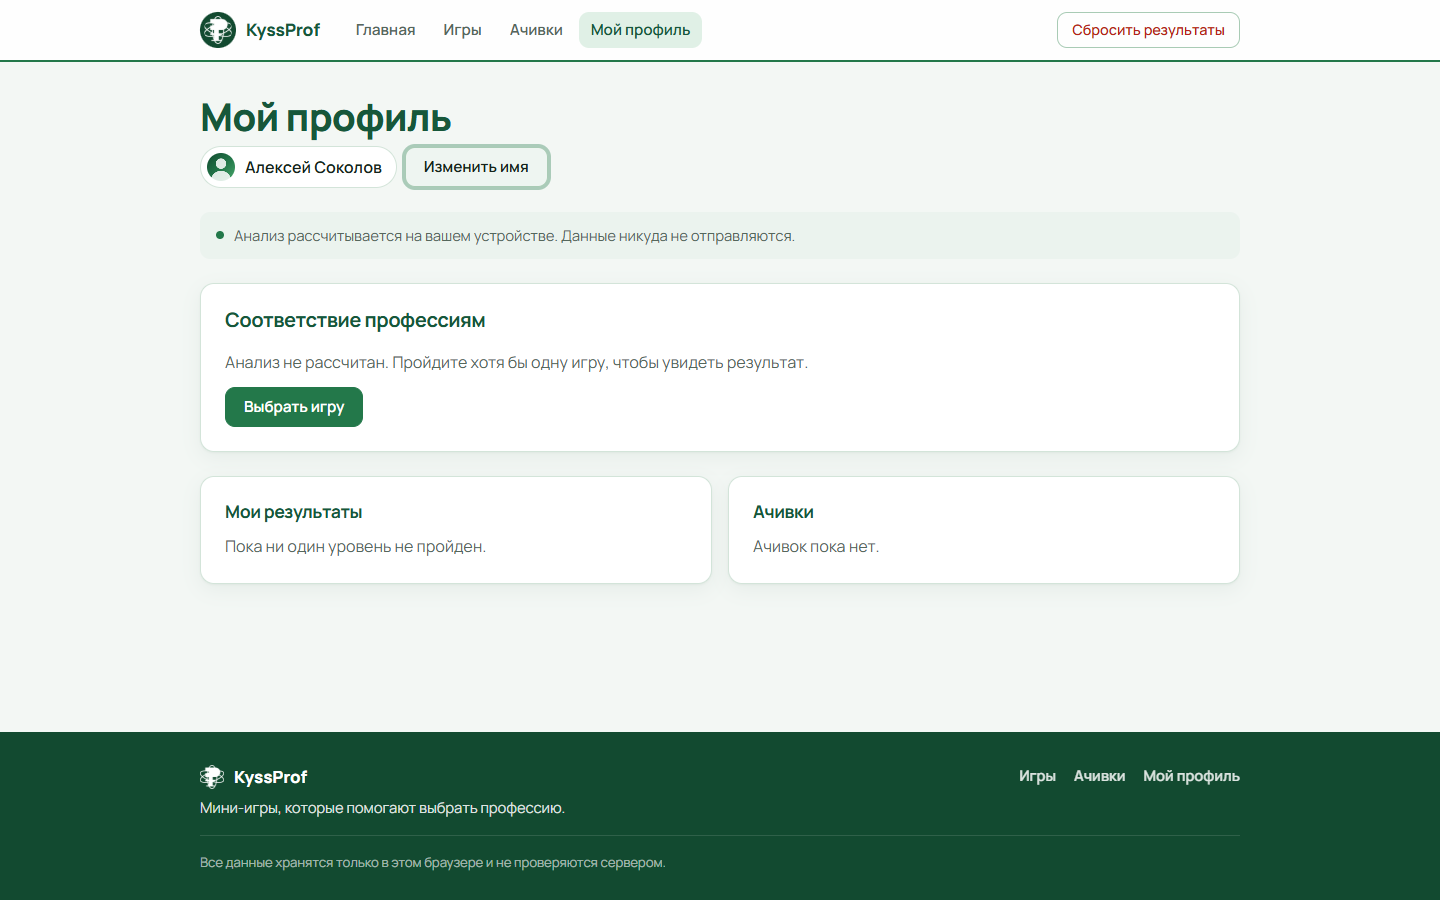 KyssProf
Главная
Игры
Ачивки
Мой профиль
Сбросить результаты
Мой профиль
Алексей Соколов
Изменить имя
Анализ рассчитывается на вашем устройстве. Данные никуда не отправляются.
Соответствие профессиям
Анализ не рассчитан. Пройдите хотя бы одну игру, чтобы увидеть результат.
Выбрать игру
Мои результаты
Пока ни один уровень не пройден.
Ачивки
Ачивок пока нет.
KyssProf
Игры
Ачивки
Мой профиль
Мини-игры, которые помогают выбрать профессию.
Все данные хранятся только в этом браузере и не проверяются сервером.